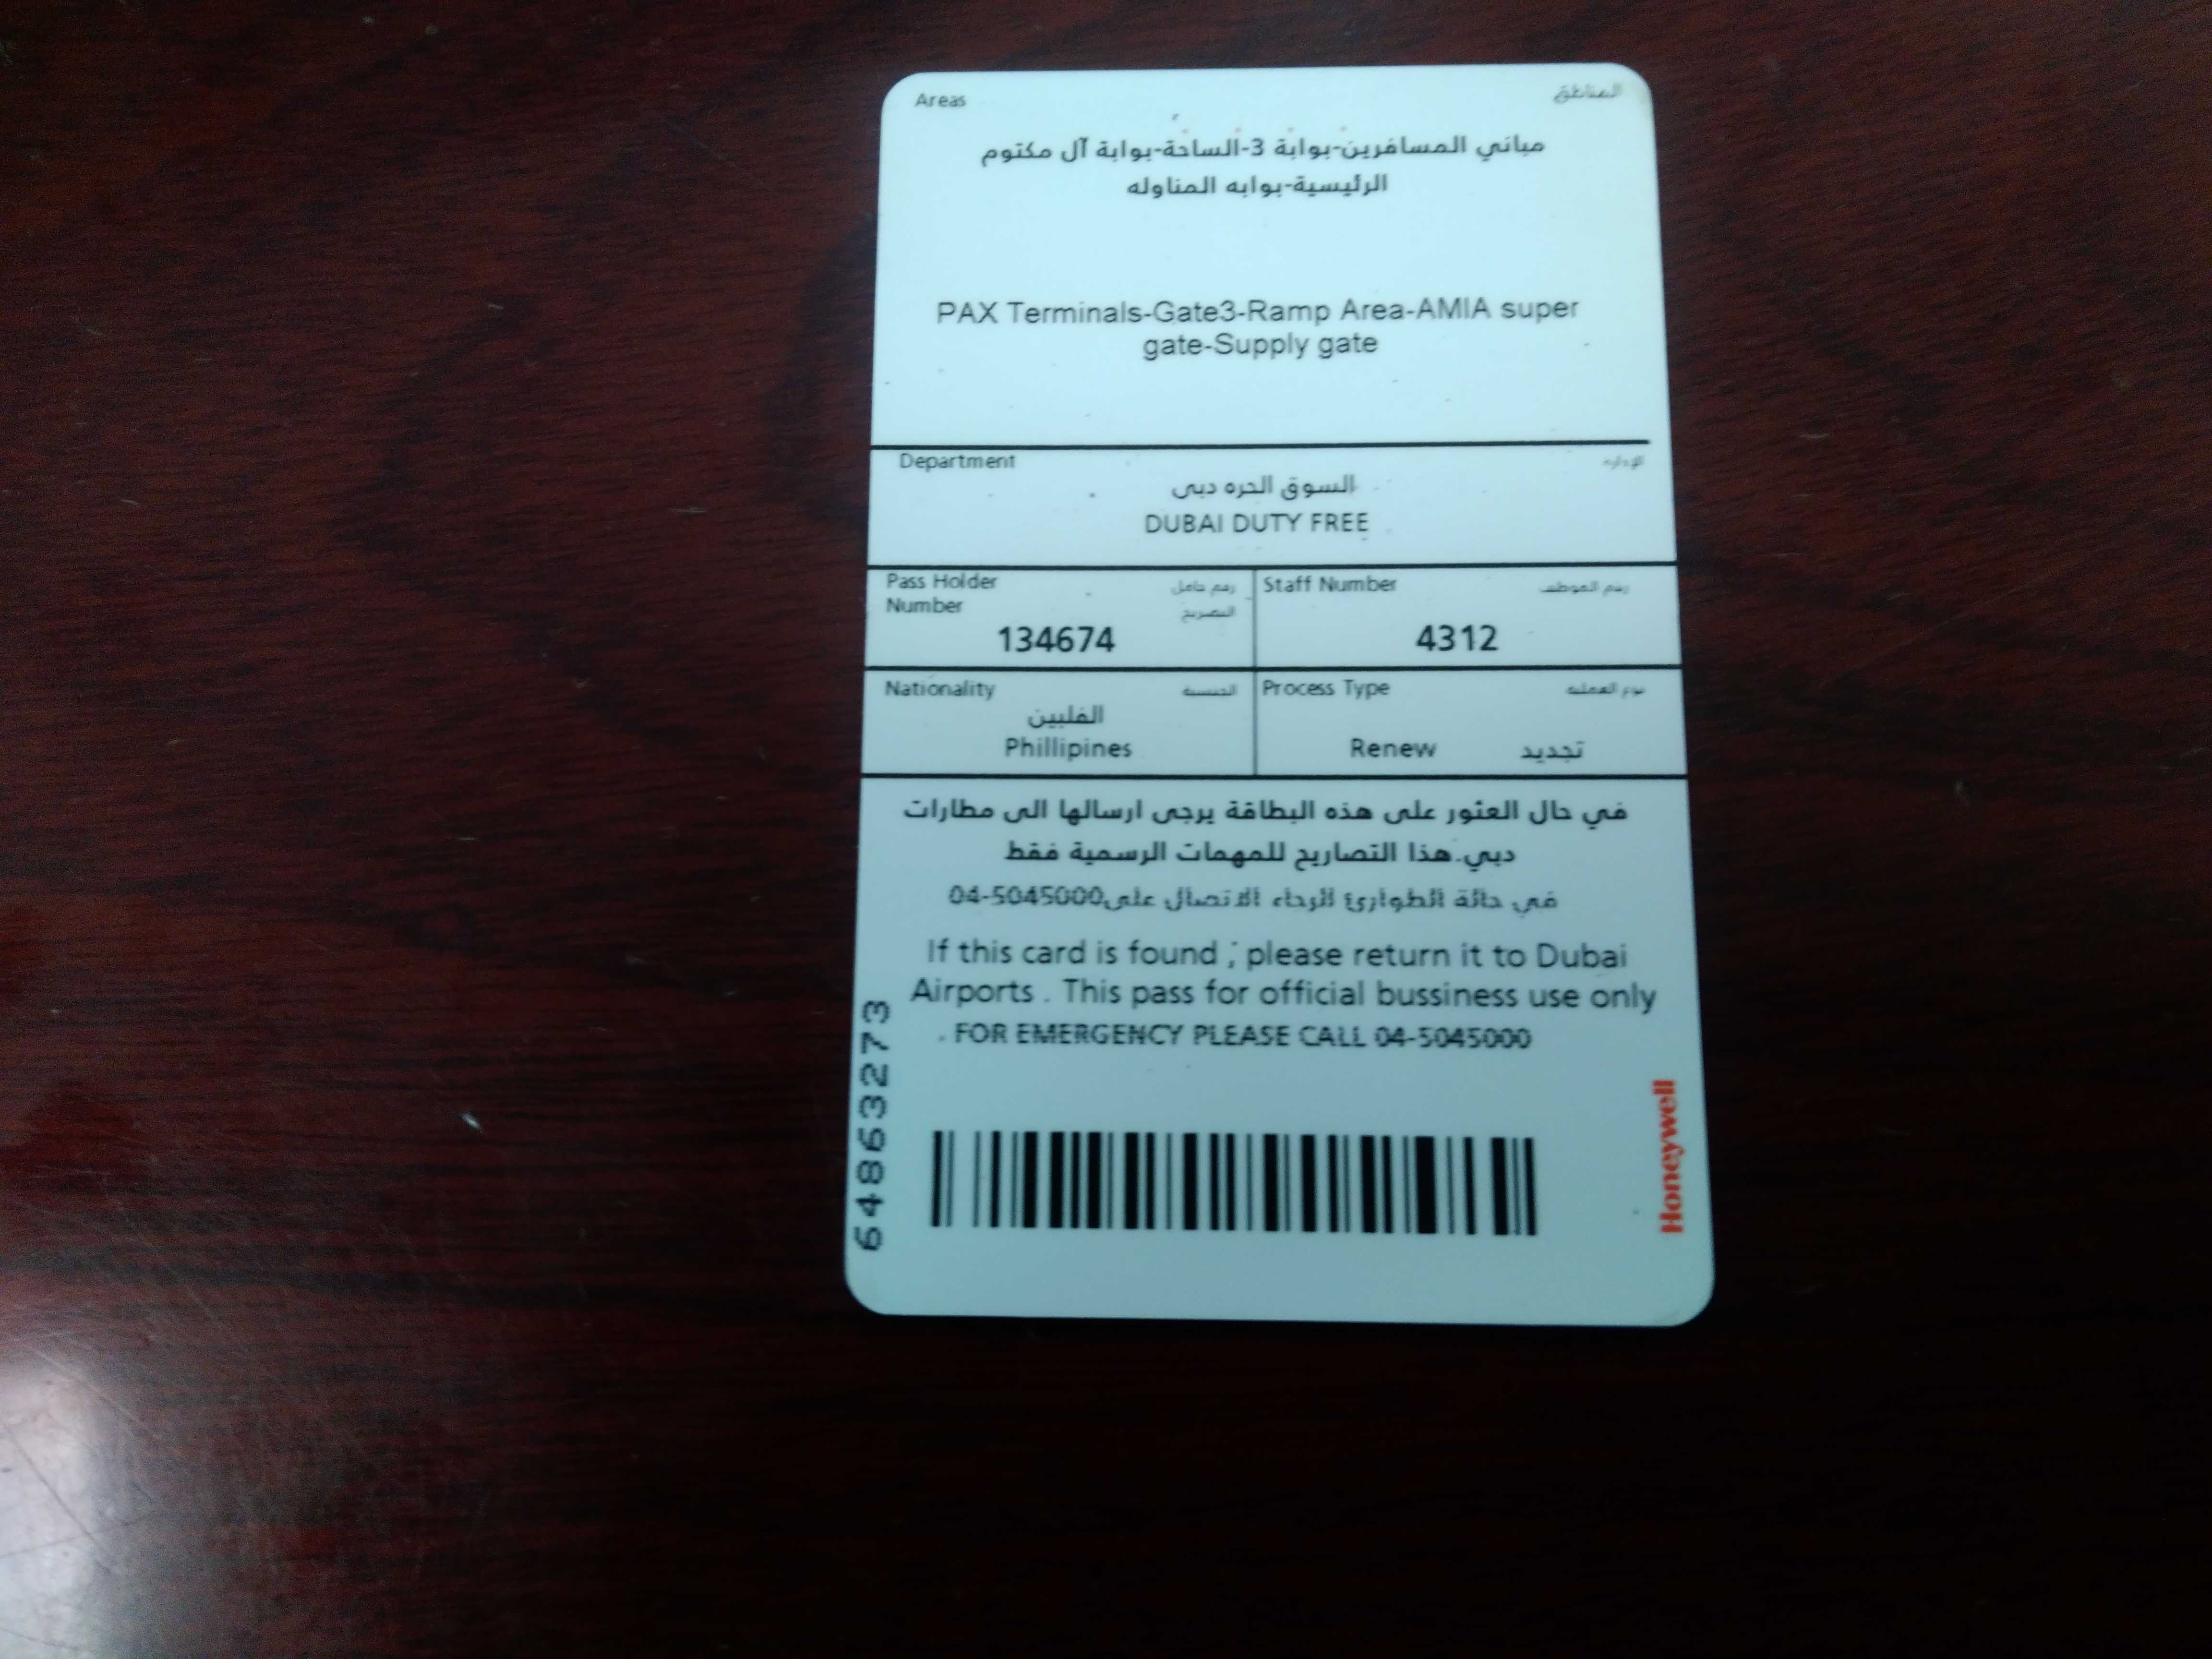 Areas المناطق
مباني المسافرين-بوابة 3-الساحة-بوابة آل مكتوم
الرئيسية-بوابه المناوله
PAX Terminals-Gate3-Ramp Area-AMIA super
gate-Supply gate
Department الإداره
السوق الحره دبى
DUBAI DUTY FREE
Pass Holder رقم حامل
Number التصريح
134674
Staff Number رقم الموظف
4312
Nationality الجنسية
الفلبين
Phillipines
Process Type نوع العملية
Renew تجديد
في حال العثور على هذه البطاقة يرجى ارسالها الى مطارات
دبي.هذا التصاريح للمهمات الرسمية فقط
في حالة الطوارئ الرجاء الاتصال على04-5045000
If this card is found ; please return it to Dubai
Airports . This pass for official bussiness use only
. FOR EMERGENCY PLEASE CALL 04-5045000
64863273
Honeywell